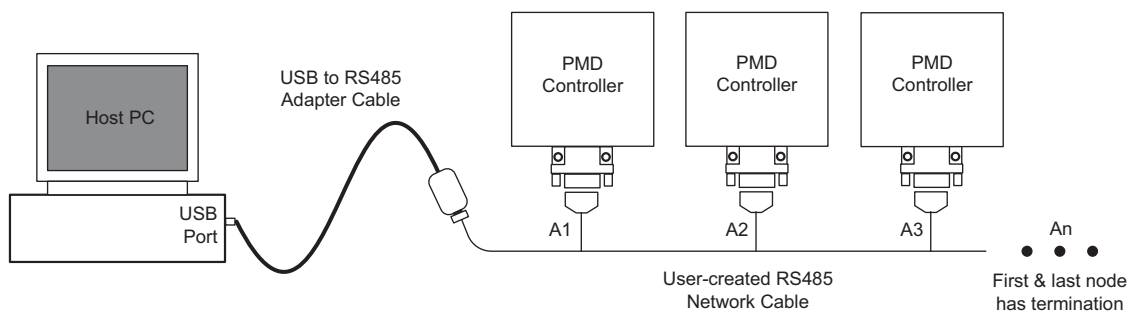 Host PC
USB
Port
USB to RS485
Adapter Cable
PMD
Controller
PMD
Controller
PMD
Controller
A1
A2
A3
An
User-created RS485
Network Cable
First & last node
has termination